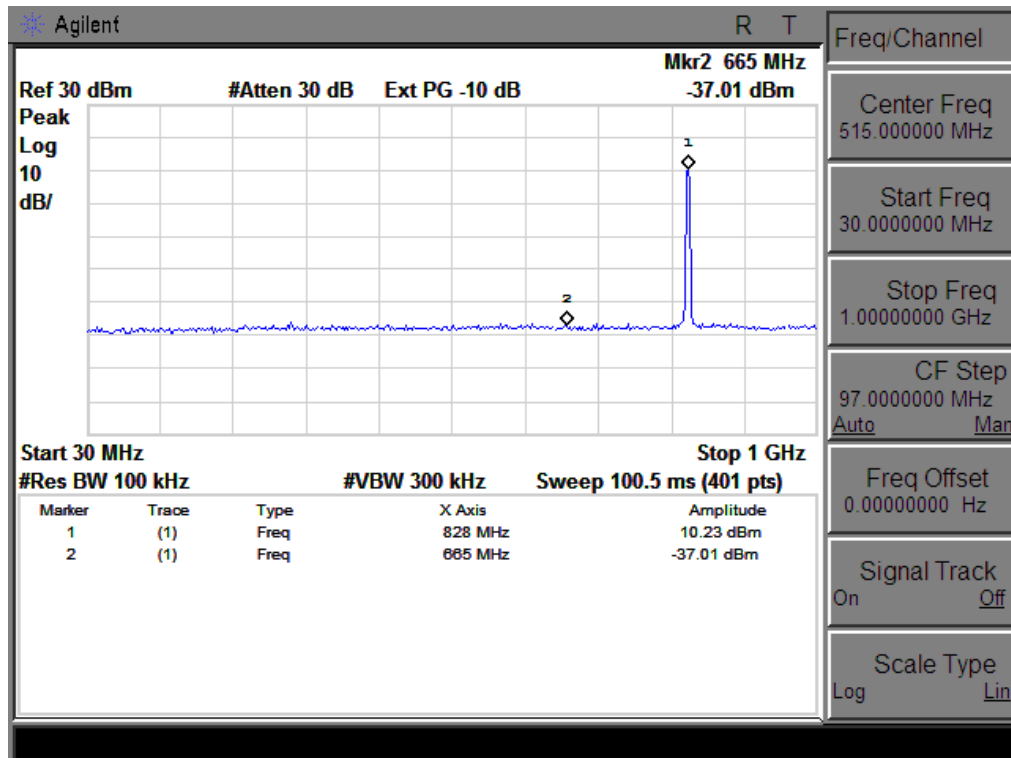 Agilent R T
Mkr2 665 MHz
Ref 30 dBm #Atten 30 dB Ext PG -10 dB -37.01 dBm
Peak
Log
10
dB/
1
2
Start 30 MHz Stop 1 GHz
#Res BW 100 kHz #VBW 300 kHz Sweep 100.5 ms (401 pts)
Marker Trace Type X Axis Amplitude
1 (1) Freq 828 MHz 10.23 dBm
2 (1) Freq 665 MHz -37.01 dBm
Freq/Channel
Center Freq
515.000000 MHz
Start Freq
30.0000000 MHz
Stop Freq
1.00000000 GHz
CF Step
97.0000000 MHz
Auto Man
Freq Offset
0.00000000 Hz
Signal Track
On Off
Scale Type
Log Lin